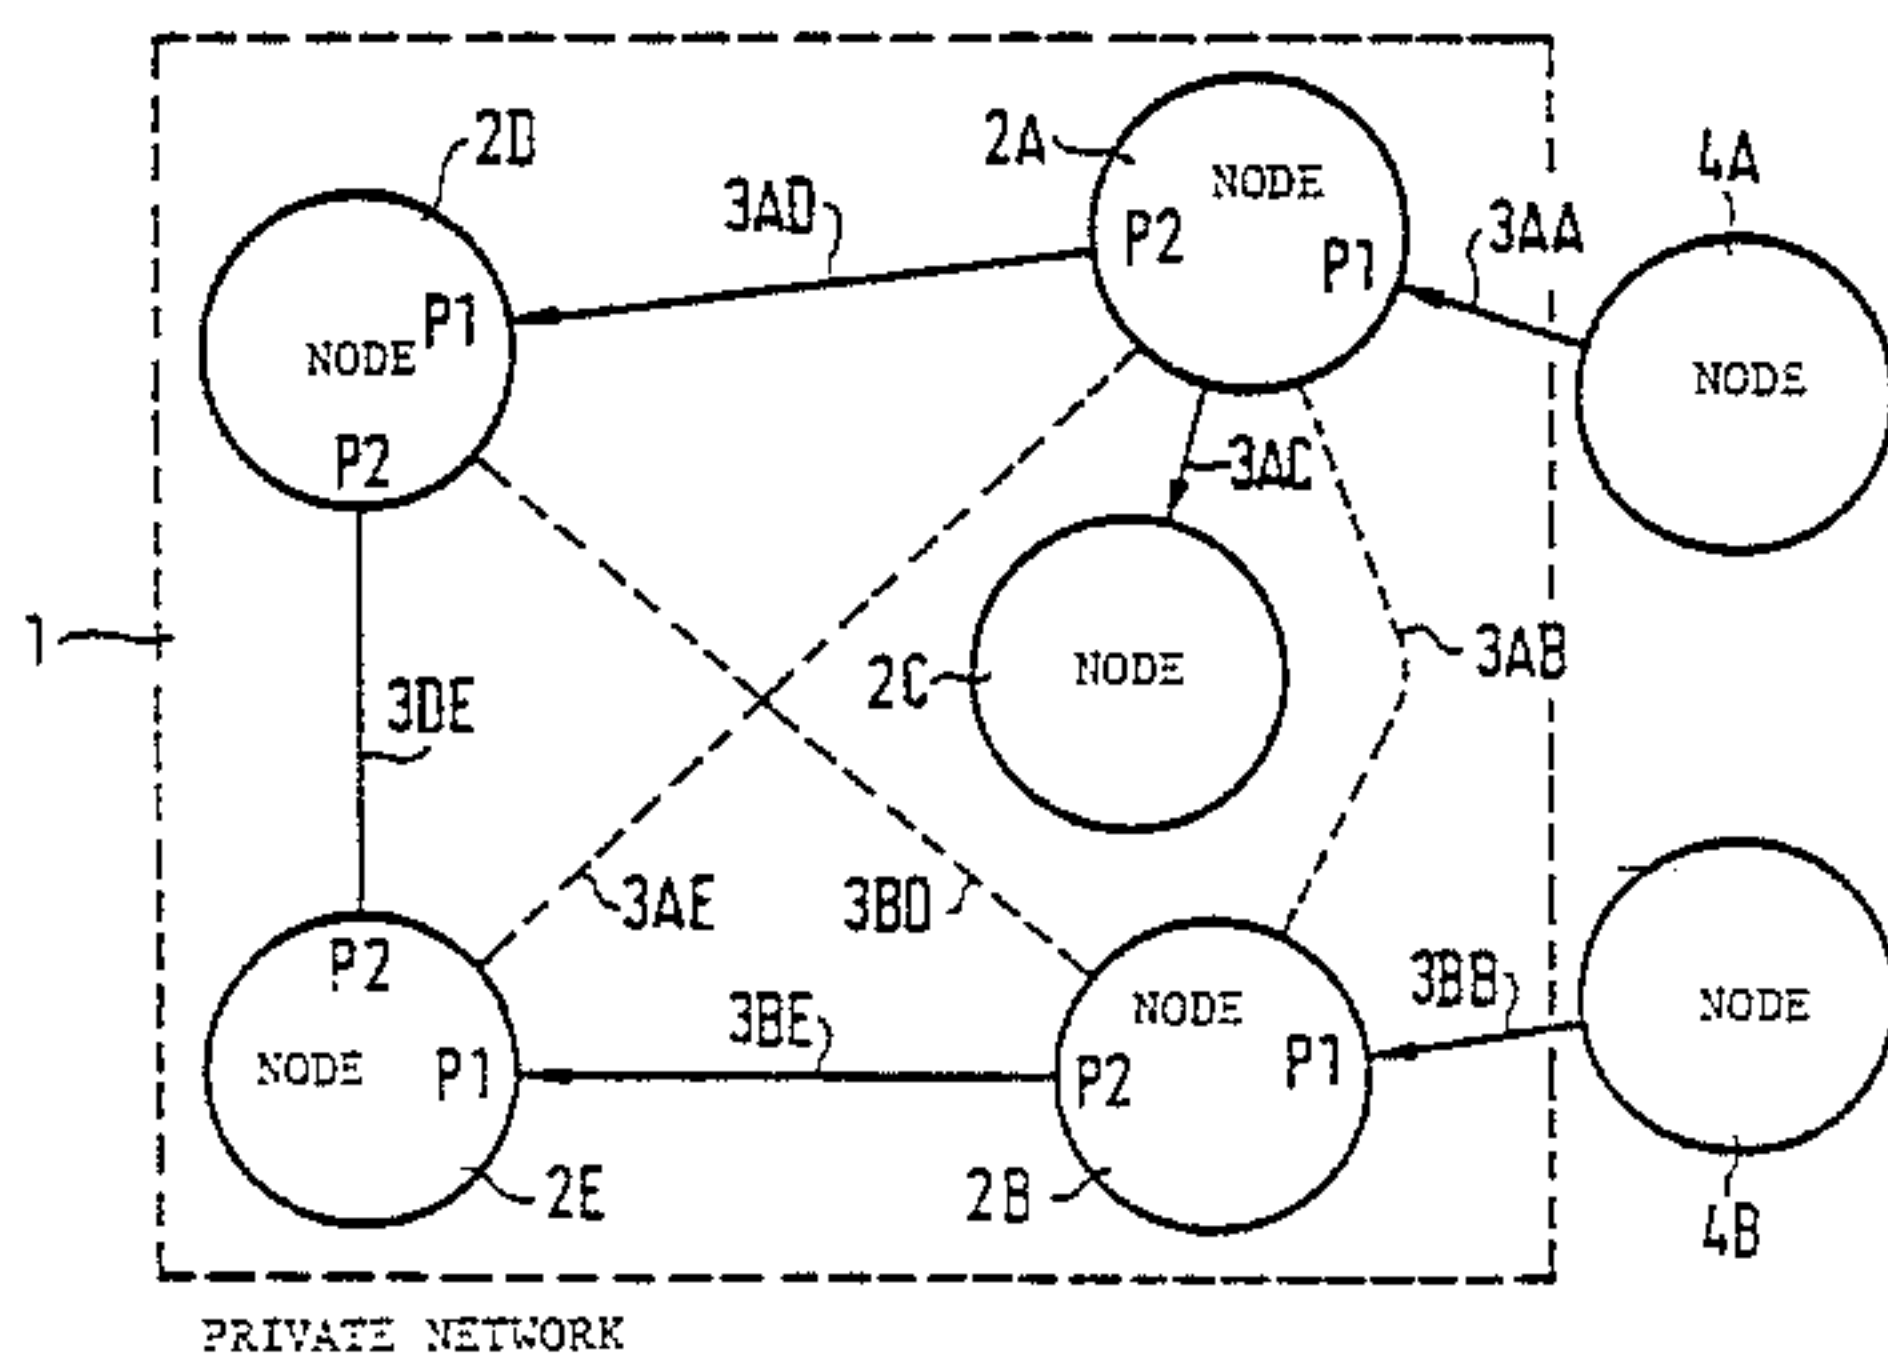 2D
2A
NODE
4A
3AD
P2
3AA
P1
P1
NODE
NODE
P2
3AC
1
2C
NODE
3AB
3DE
3AE
3BD
P2
3BE
NODE
3BB
NODE
NODE
P1
P2
P1
2E
2B
4B
PRIVATE NETWORK